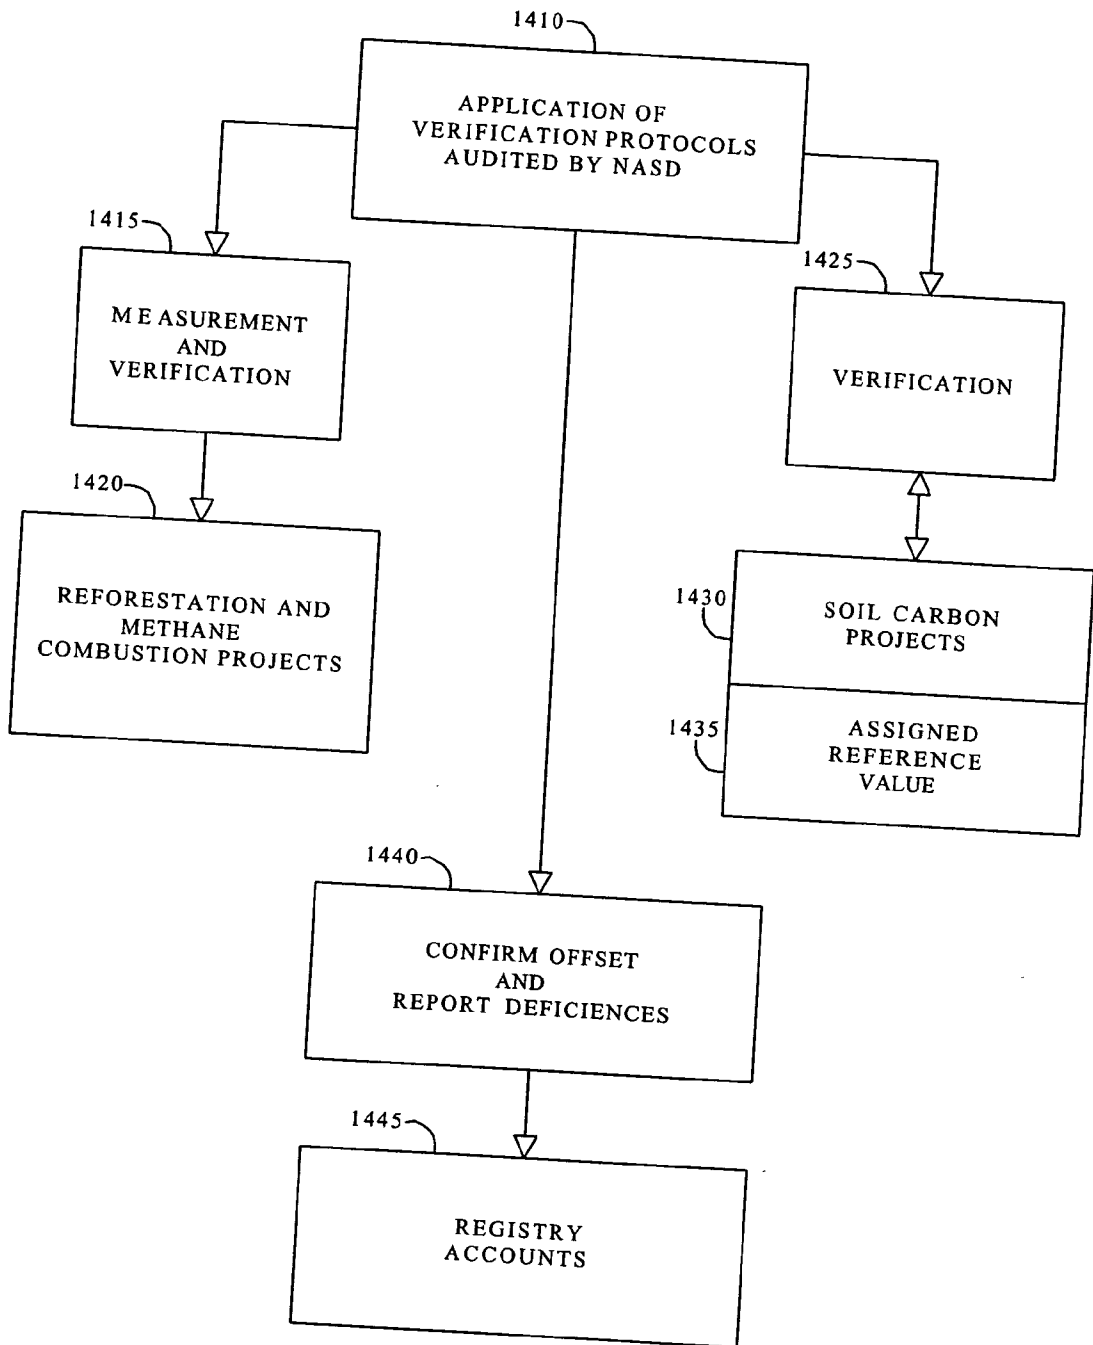 1410
APPLICATION OF
VERIFICATION PROTOCOLS
AUDITED BY NASD
1415
MEASUREMENT
AND
VERIFICATION
1425
VERIFICATION
1420
REFORESTATION AND
METHANE
COMBUSTION PROJECTS
1430
SOIL CARBON
PROJECTS
1435
ASSIGNED
REFERENCE
VALUE
1440
CONFIRM OFFSET
AND
REPORT DEFICIENCES
1445
REGISTRY
ACCOUNTS